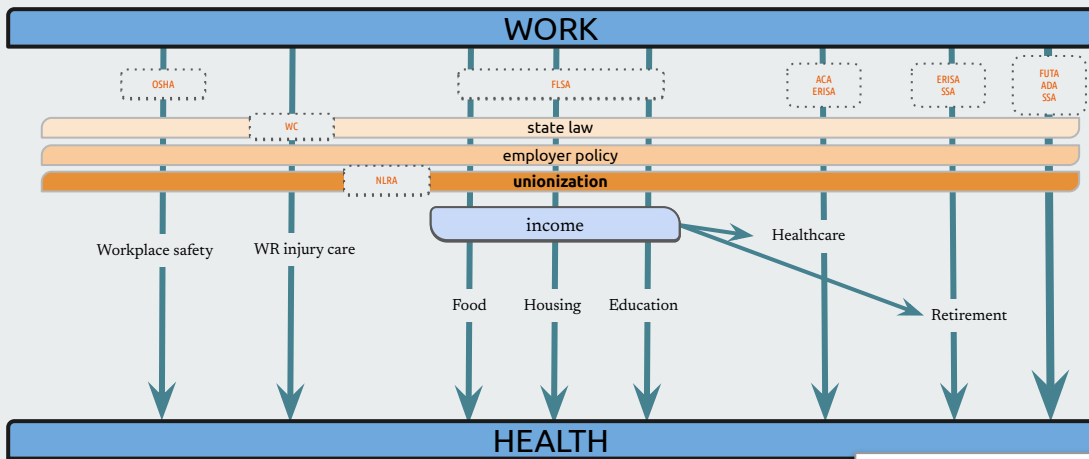 WORK
OSHA
FLSA
ACA
ERISA
ERISA
SSA
FUTA
ADA
SSA
WC
state law
employer policy
NLRA
unionization
income
Workplace safety
WR injury care
Healthcare
Food
Housing
Education
Retirement
HEALTH